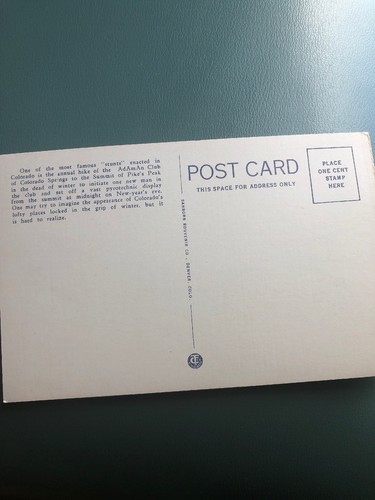 One of the most famous "stunts" enacted in
Colorado is the annual hike of the AdAmAn Club
of Colorado Springs to the Summit of Pike's Peak
in the dead of winter to initiate one new man in
the club and set off a vast pyrotechnic display
from the summit at midnight on New-year's eve.
One may try to imagine the appearance of Colorado's
lofty places locked in the grip of winter, but it
is hard to realize.
POST CARD
THIS SPACE FOR ADDRESS ONLY
PLACE
ONE CENT
STAMP
HERE
SANBORN SOUVENIR CO., DENVER, COLO.